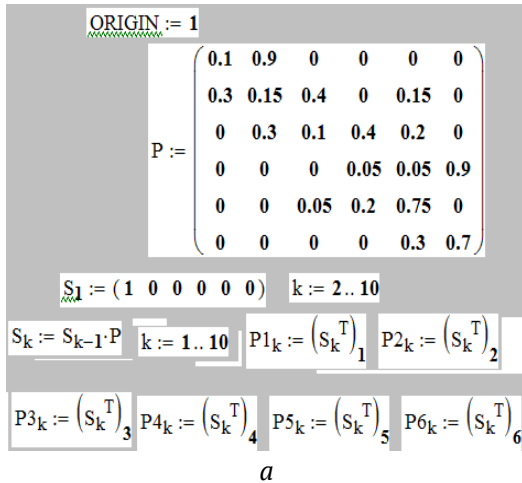 ORIGIN := 1
P := ( 0.1 0.9 0 0 0 0
0.3 0.15 0.4 0 0.15 0
0 0.3 0.1 0.4 0.2 0
0 0 0 0.05 0.05 0.9
0 0 0.05 0.2 0.75 0
0 0 0 0 0.3 0.7 )
S₁ := ( 1 0 0 0 0 0 ) k := 2 .. 10
Sₖ := Sₖ₋₁·P k := 1 .. 10 P1ₖ := (Sₖᵀ)₁ P2ₖ := (Sₖᵀ)₂
P3ₖ := (Sₖᵀ)₃ P4ₖ := (Sₖᵀ)₄ P5ₖ := (Sₖᵀ)₅ P6ₖ := (Sₖᵀ)₆
a